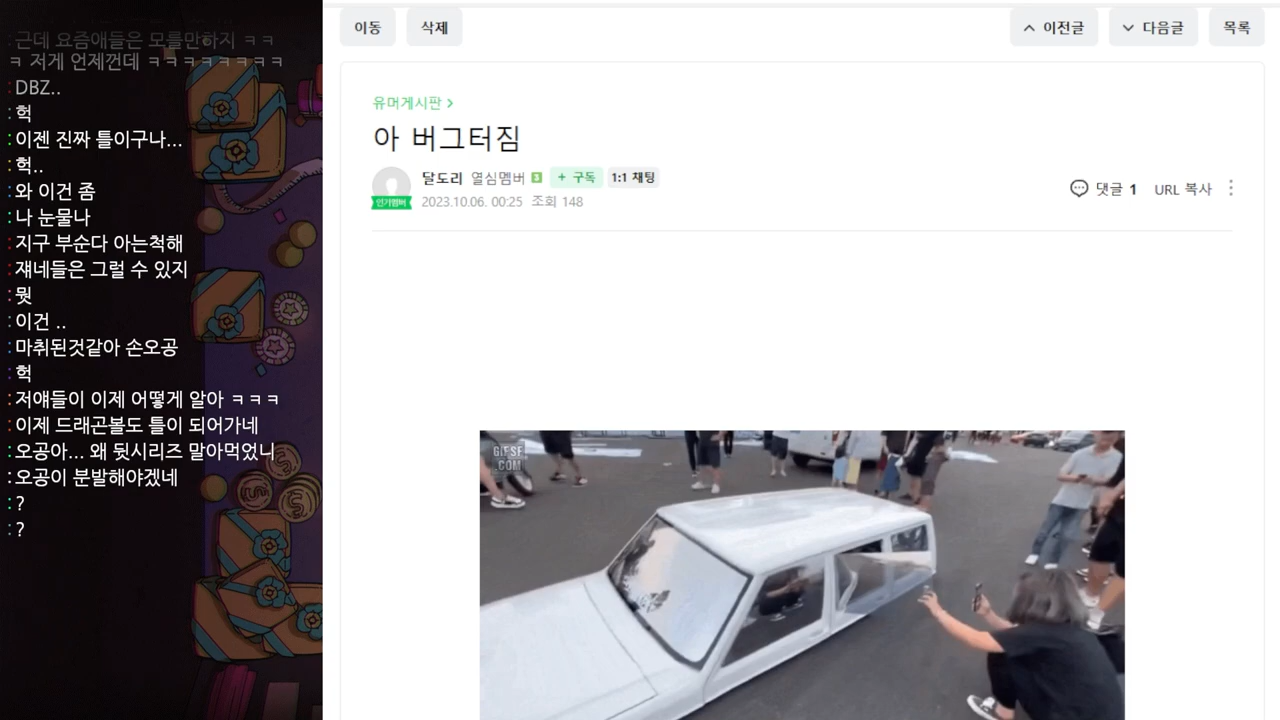 근데 요즘애들은 모를만하지 ㅋㅋ
ㅋ 저게 언제껀데 ㅋㅋㅋㅋㅋㅋㅋㅋ
: DBZ..
: 헉
: 이젠 진짜 틀이구나...
: 헉..
: 와 이건 좀
: 나 눈물나
: 지구 부순다 아는척해
: 쟤네들은 그럴 수 있지
: 뭣
: 이건 ..
: 마취된것같아 손오공
: 헉
: 저얘들이 이제 어떻게 알아 ㅋㅋㅋ
: 이제 드래곤볼도 틀이 되어가네
: 오공아... 왜 뒷시리즈 말아먹었니
: 오공이 분발해야겠네
: ?
: ?
이동 삭제 이전글 다음글 목록
유머게시판 >
아 버그터짐
달도리 열심멤버 3 + 구독 1:1 채팅
인기멤버 2023.10.06. 00:25 조회 148
댓글 1 URL 복사
GIFSF
.COM